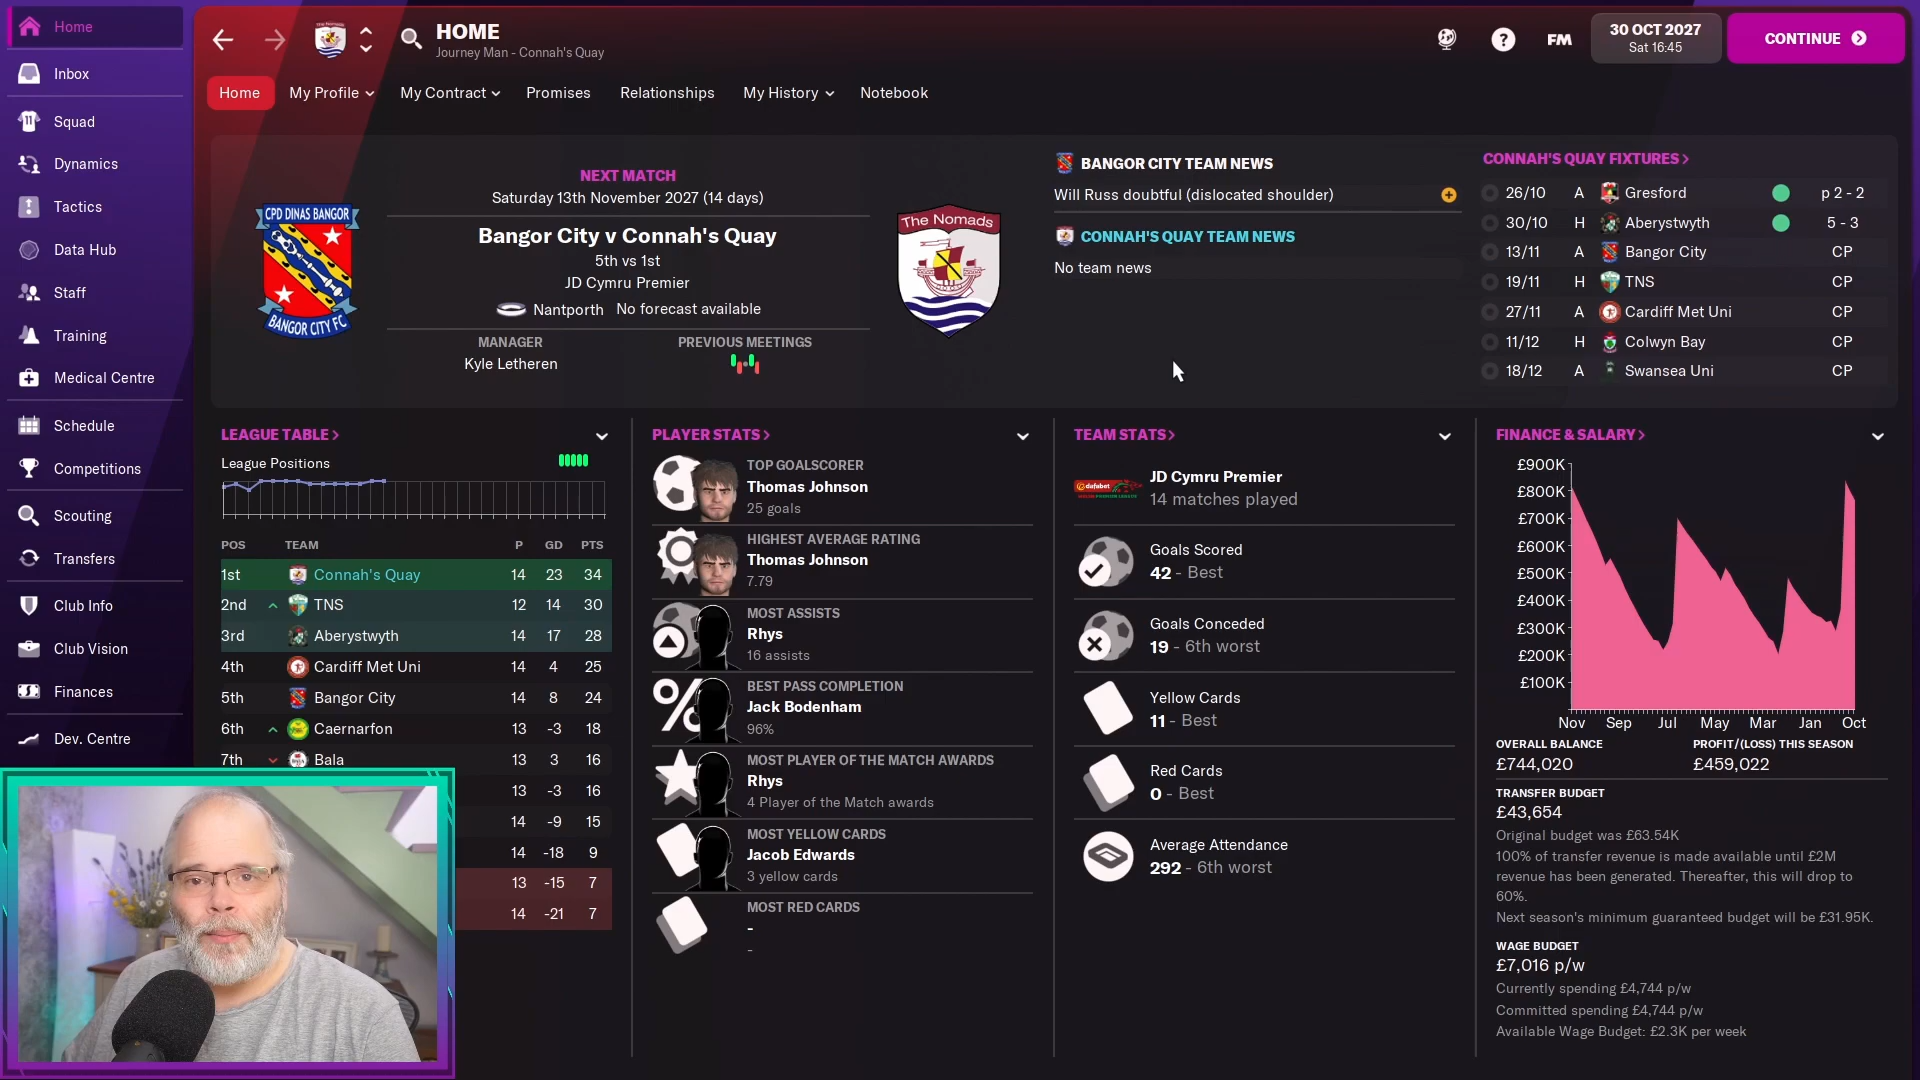 Home
Inbox
Squad
Dynamics
Tactics
Data Hub
Staff
Training
Medical Centre
Schedule
Competitions
Scouting
Transfers
Club Info
Club Vision
Finances
Dev. Centre
HOME
Journey Man - Connah's Quay
FM
30 OCT 2027
Sat 16:45
CONTINUE
Home
My Profile
My Contract
Promises
Relationships
My History
Notebook
CPD DINAS BANGOR
BANGOR CITY FC
NEXT MATCH
Saturday 13th November 2027 (14 days)
Bangor City v Connah's Quay
5th vs 1st
JD Cymru Premier
Nantporth No forecast available
MANAGER
Kyle Letheren
PREVIOUS MEETINGS
The Nomads
BANGOR CITY TEAM NEWS
Will Russ doubtful (dislocated shoulder)
CONNAH'S QUAY TEAM NEWS
No team news
CONNAH'S QUAY FIXTURES
26/10 A Gresford p 2 - 2
30/10 H Aberystwyth 5 - 3
13/11 A Bangor City CP
19/11 H TNS CP
27/11 A Cardiff Met Uni CP
11/12 H Colwyn Bay CP
18/12 A Swansea Uni CP
LEAGUE TABLE
League Positions
POS TEAM P GD PTS
1st Connah's Quay 14 23 34
2nd TNS 12 14 30
3rd Aberystwyth 14 17 28
4th Cardiff Met Uni 14 4 25
5th Bangor City 14 8 24
6th Caernarfon 13 -3 18
7th Bala 13 3 16
13 -3 16
14 -9 15
14 -18 9
13 -15 7
14 -21 7
PLAYER STATS
TOP GOALSCORER
Thomas Johnson
25 goals
HIGHEST AVERAGE RATING
Thomas Johnson
7.79
MOST ASSISTS
Rhys
16 assists
BEST PASS COMPLETION
Jack Bodenham
96%
MOST PLAYER OF THE MATCH AWARDS
Rhys
4 Player of the Match awards
MOST YELLOW CARDS
Jacob Edwards
3 yellow cards
MOST RED CARDS
-
-
TEAM STATS
JD Cymru Premier
14 matches played
Goals Scored
42 - Best
Goals Conceded
19 - 6th worst
Yellow Cards
11 - Best
Red Cards
0 - Best
Average Attendance
292 - 6th worst
FINANCE & SALARY
£900K
£800K
£700K
£600K
£500K
£400K
£300K
£200K
£100K
Nov Sep Jul May Mar Jan Oct
OVERALL BALANCE
£744,020
PROFIT/(LOSS) THIS SEASON
£459,022
TRANSFER BUDGET
£43,654
Original budget was £63.54K
100% of transfer revenue is made available until £2M
revenue has been generated. Thereafter, this will drop to
60%.
Next season's minimum guaranteed budget will be £31.95K.
WAGE BUDGET
£7,016 p/w
Currently spending £4,744 p/w
Committed spending £4,744 p/w
Available Wage Budget: £2.3K per week